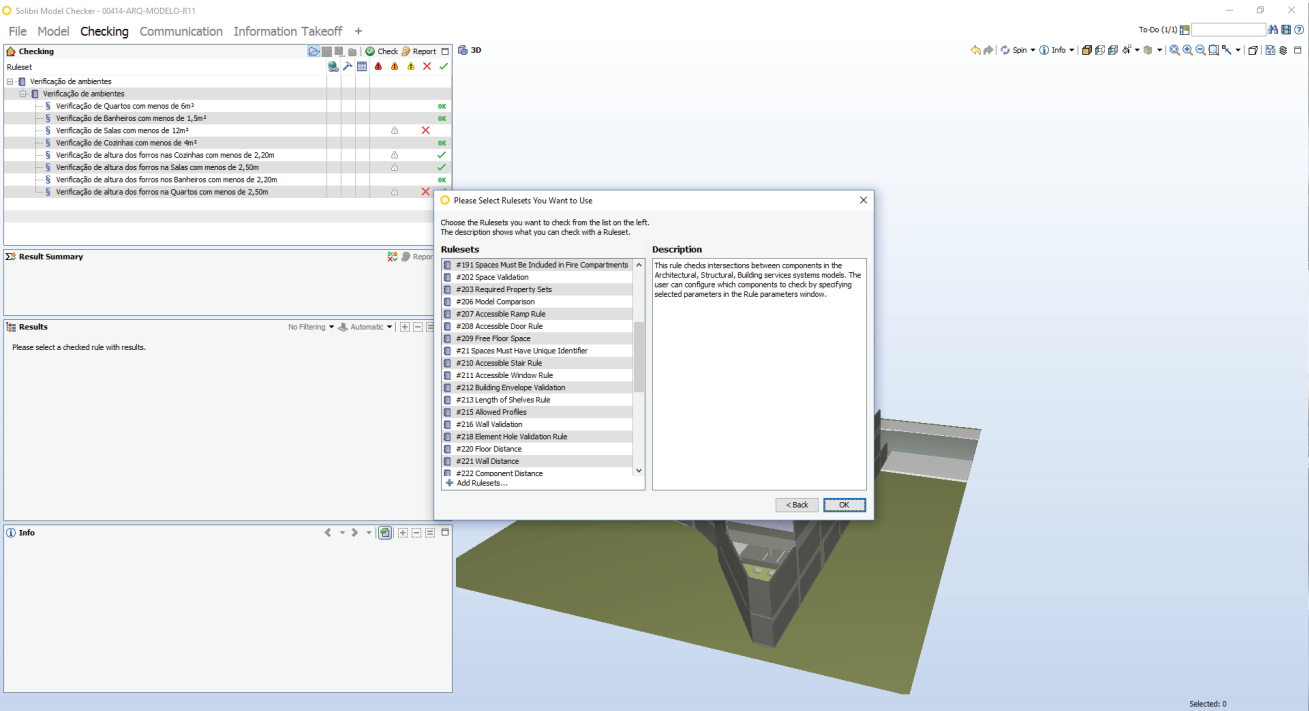 Solibri Model Checker - 00414-ARQ-MODELO-R11
File Model Checking Communication Information Takeoff +
To-Do (1/1)
Checking
Check Report
3D
Spin Info
Ruleset
Verificação de ambientes
Verificação de ambientes
§ Verificação de Quartos com menos de 6m² OK
§ Verificação de Banheiros com menos de 1,5m² OK
§ Verificação de Salas com menos de 12m²
§ Verificação de Cozinhas com menos de 4m² OK
§ Verificação de altura dos forros nas Cozinhas com menos de 2,20m
§ Verificação de altura dos forros na Salas com menos de 2,50m
§ Verificação de altura dos forros nos Banheiros com menos de 2,20m OK
§ Verificação de altura dos forros na Quartos com menos de 2,50m
Result Summary
Repor
Results
No Filtering Automatic
Please select a checked rule with results.
Info
Please Select Rulesets You Want to Use
Choose the Rulesets you want to check from the list on the left.
The description shows what you can check with a Ruleset.
Rulesets
#191 Spaces Must Be Included in Fire Compartments
#202 Space Validation
#203 Required Property Sets
#206 Model Comparison
#207 Accessible Ramp Rule
#208 Accessible Door Rule
#209 Free Floor Space
#21 Spaces Must Have Unique Identifier
#210 Accessible Stair Rule
#211 Accessible Window Rule
#212 Building Envelope Validation
#213 Length of Shelves Rule
#215 Allowed Profiles
#216 Wall Validation
#218 Element Hole Validation Rule
#220 Floor Distance
#221 Wall Distance
#222 Component Distance
Add Rulesets...
Description
This rule checks intersections between components in the
Architectural, Structural, Building services systems models. The
user can configure which components to check by specifying
selected parameters in the Rule parameters window.
< Back OK
Selected: 0